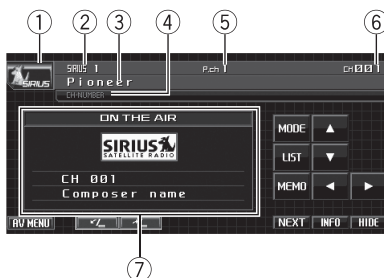 1 2 3 4 5 6
SIRIUS
SIRIUS 1 P.ch 1 CH 001
Pioneer
CH-NUMBER
ON THE AIR
SIRIUS
SATELLITE RADIO
CH 001
Composer name
MODE ▲
LIST ▼
MEMO ◄ ►
AV MENU NEXT INFO HIDE
7